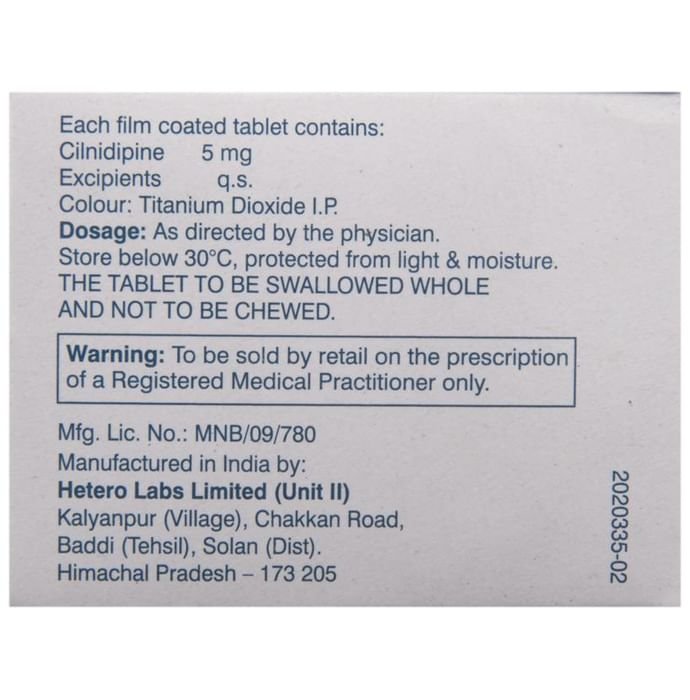 Each film coated tablet contains:
Cilnidipine 5 mg
Excipients q.s.
Colour: Titanium Dioxide I.P.
Dosage: As directed by the physician.
Store below 30°C, protected from light & moisture.
THE TABLET TO BE SWALLOWED WHOLE
AND NOT TO BE CHEWED.
Warning: To be sold by retail on the prescription
of a Registered Medical Practitioner only.
Mfg. Lic. No.: MNB/09/780
Manufactured in India by:
Hetero Labs Limited (Unit II)
Kalyanpur (Village), Chakkan Road,
Baddi (Tehsil), Solan (Dist).
Himachal Pradesh – 173 205
2020335-02